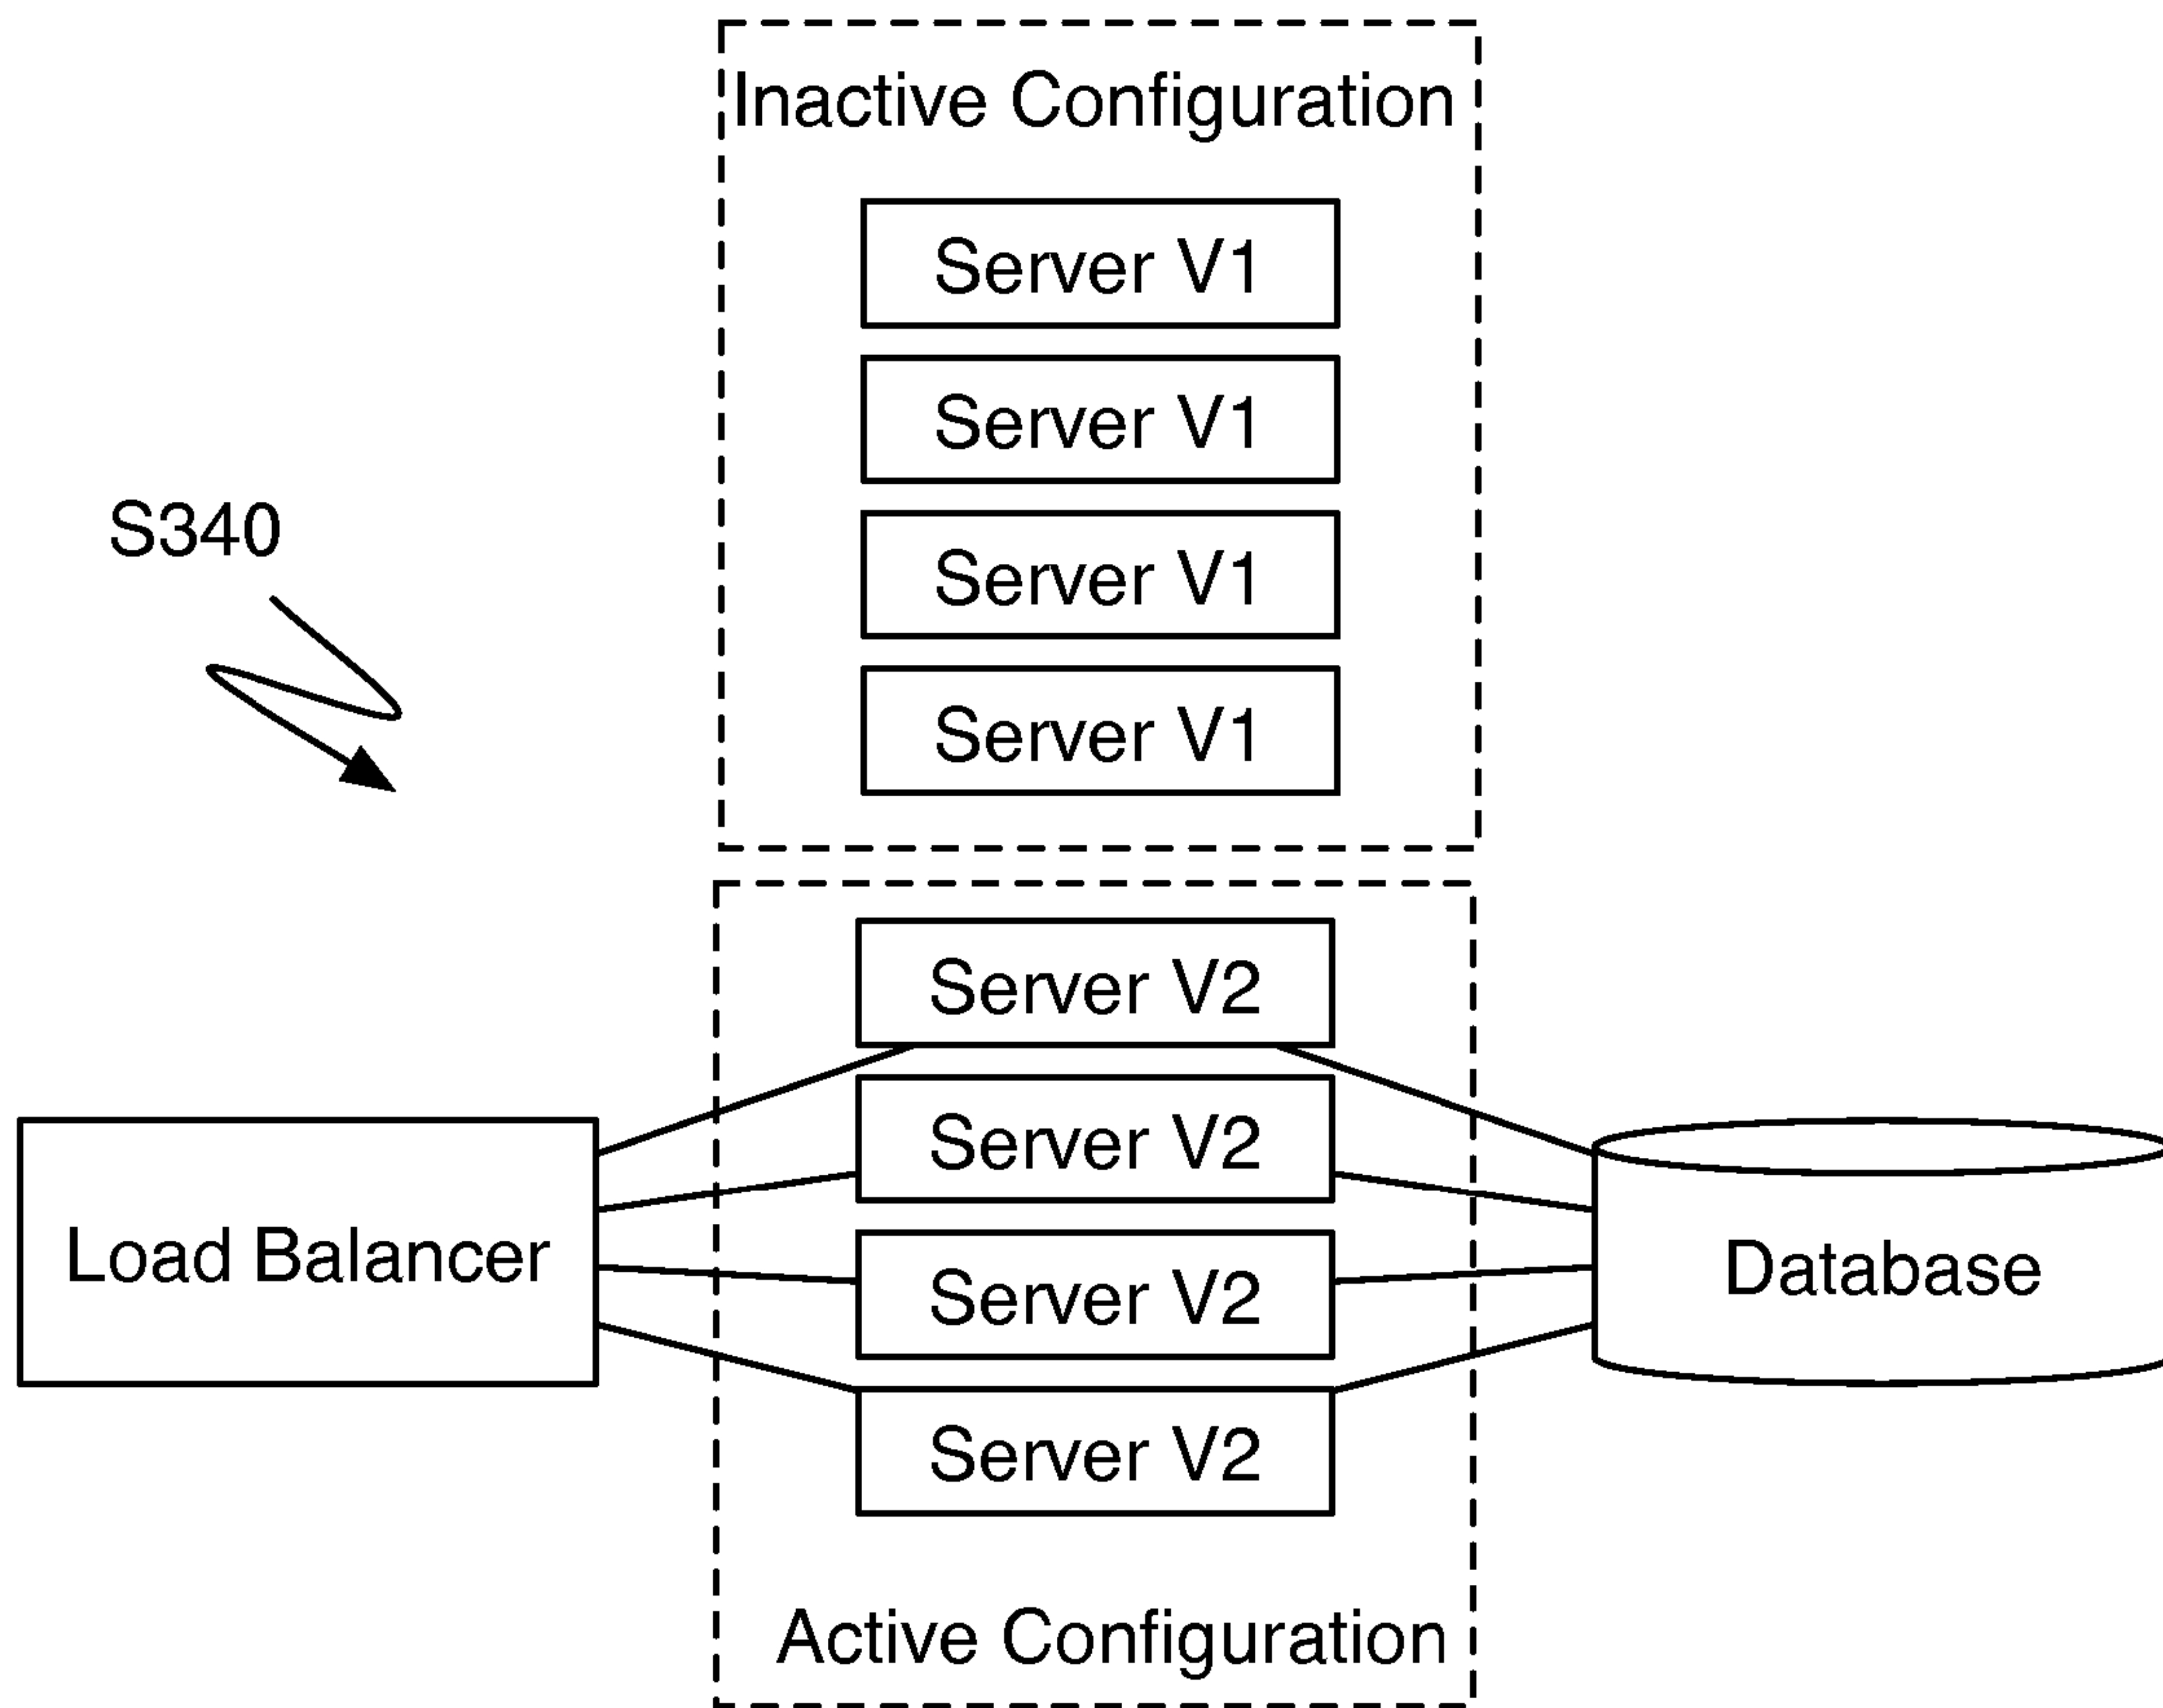 Inactive Configuration
Server V1
Server V1
Server V1
Server V1
S340
Server V2
Server V2
Server V2
Server V2
Load Balancer
Database
Active Configuration